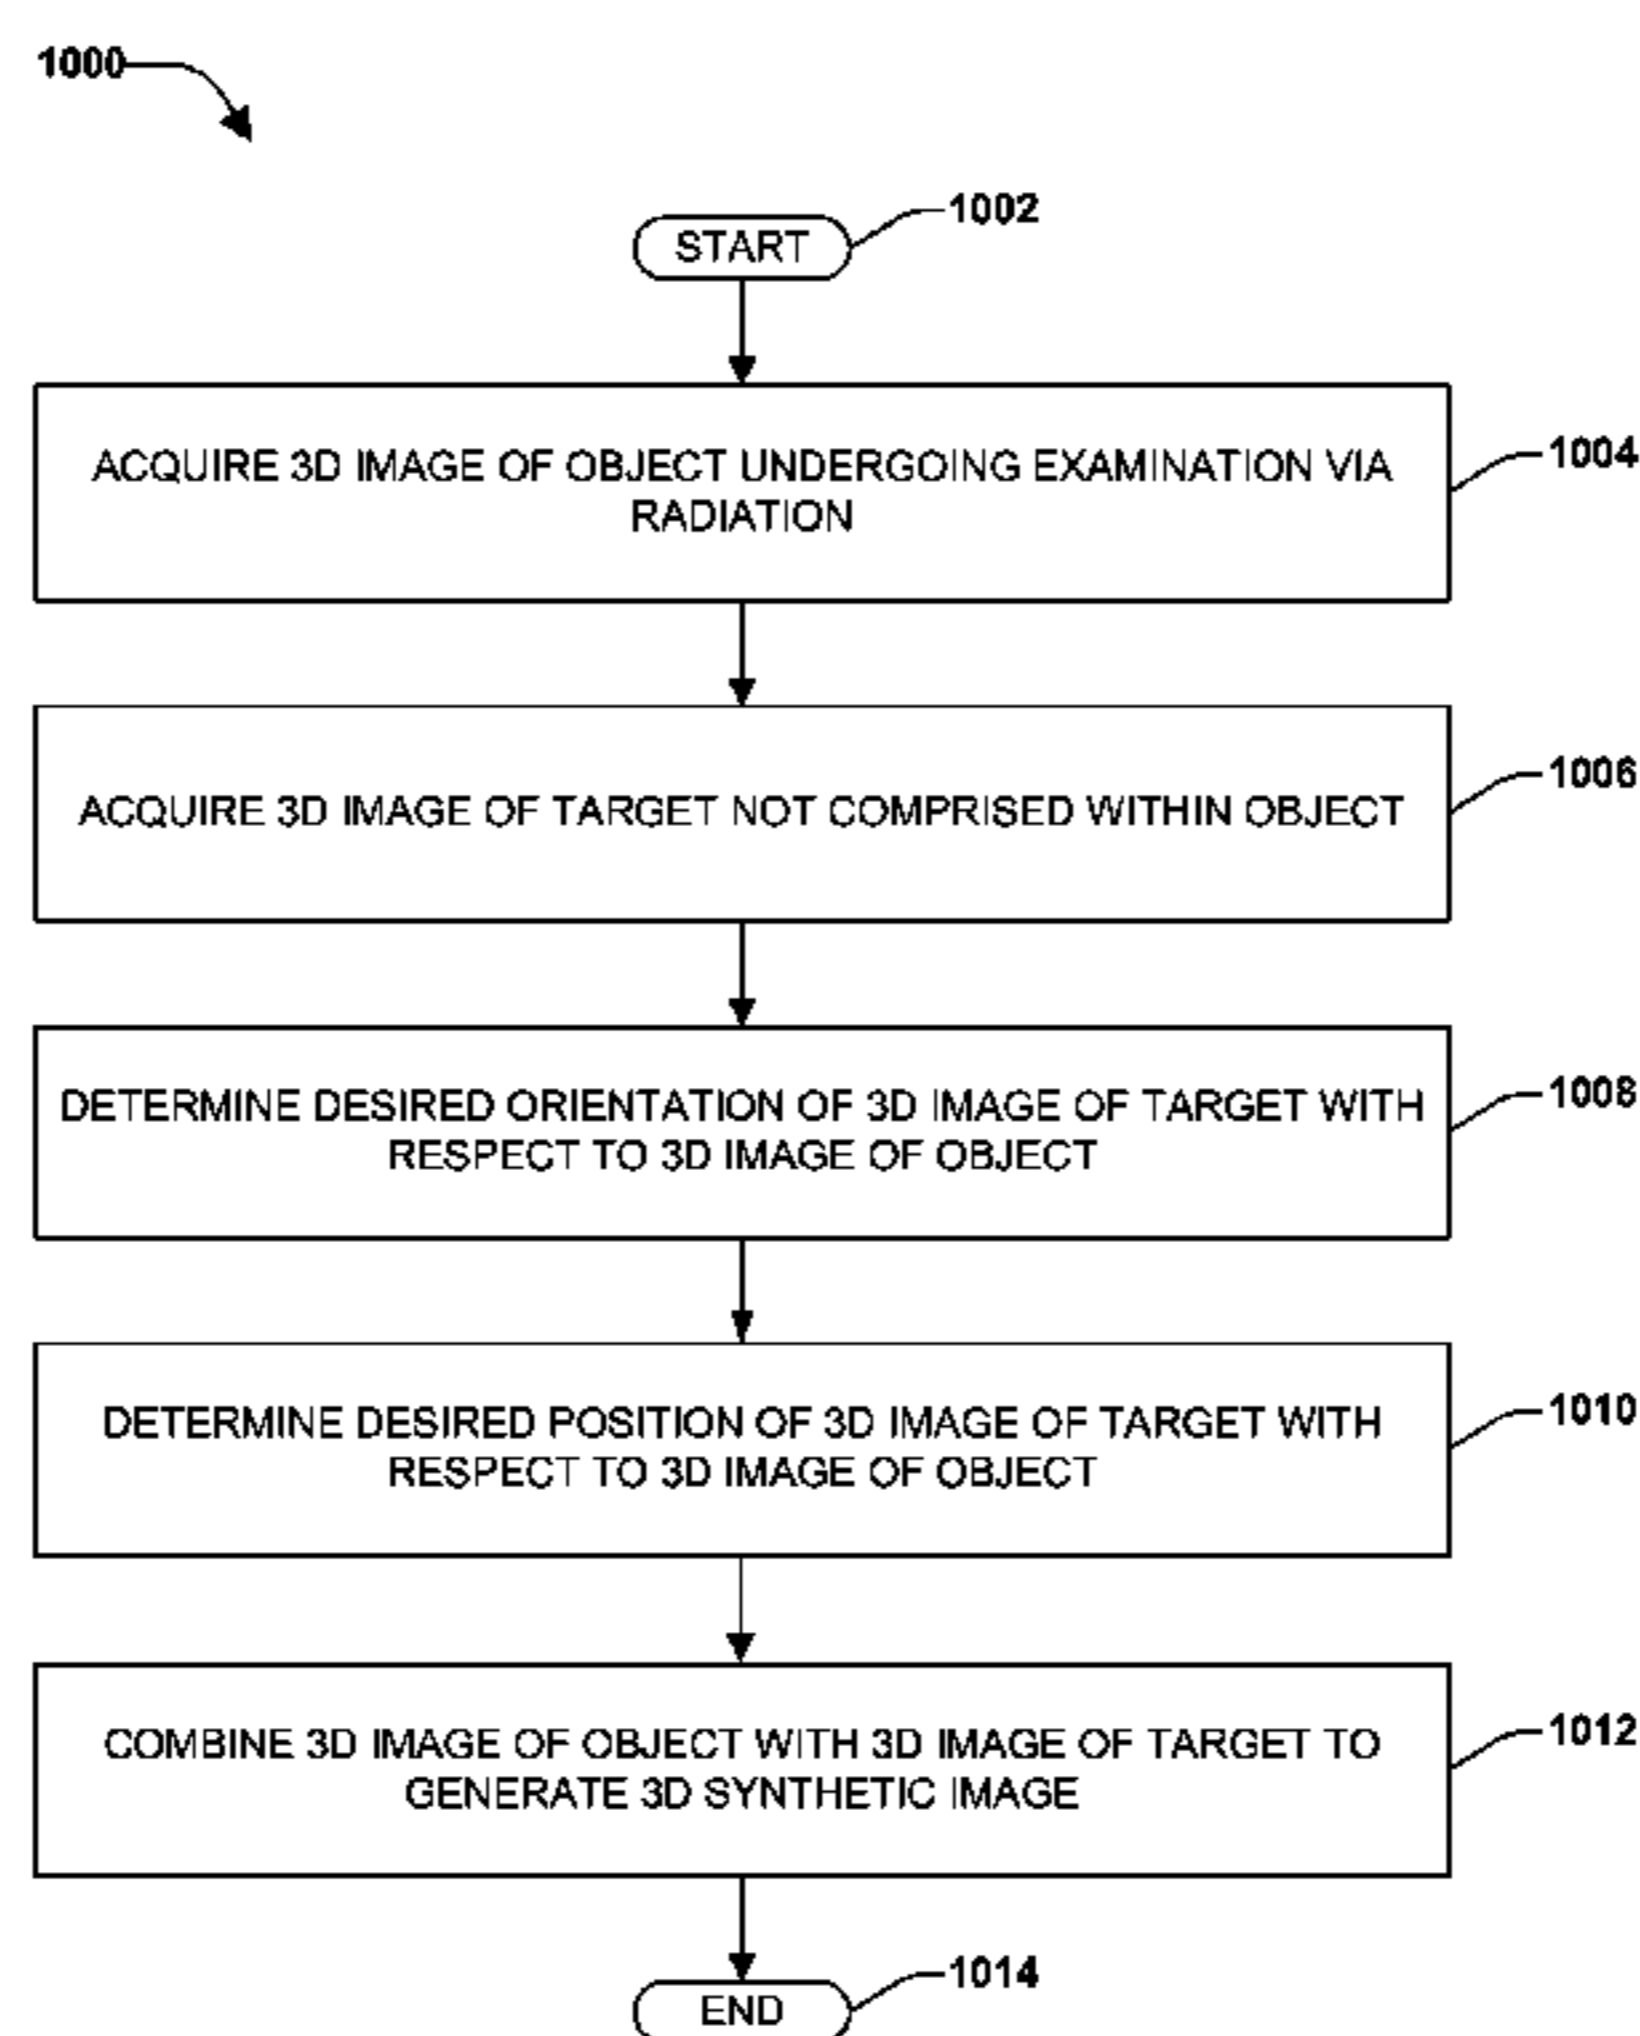 1000
1002
START
1004
ACQUIRE 3D IMAGE OF OBJECT UNDERGOING EXAMINATION VIA
RADIATION
1006
ACQUIRE 3D IMAGE OF TARGET NOT COMPRISED WITHIN OBJECT
1008
DETERMINE DESIRED ORIENTATION OF 3D IMAGE OF TARGET WITH
RESPECT TO 3D IMAGE OF OBJECT
1010
DETERMINE DESIRED POSITION OF 3D IMAGE OF TARGET WITH
RESPECT TO 3D IMAGE OF OBJECT
1012
COMBINE 3D IMAGE OF OBJECT WITH 3D IMAGE OF TARGET TO
GENERATE 3D SYNTHETIC IMAGE
1014
END